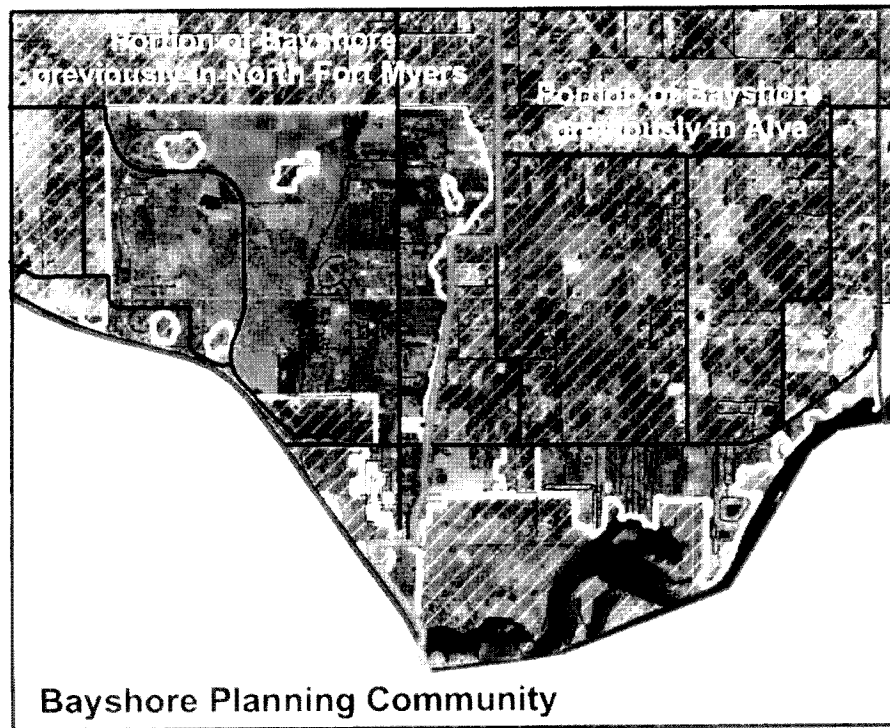 Portion of Bayshore
previously in North Fort Myers
Portion of Bayshore
previously in Alva
Bayshore Planning Community